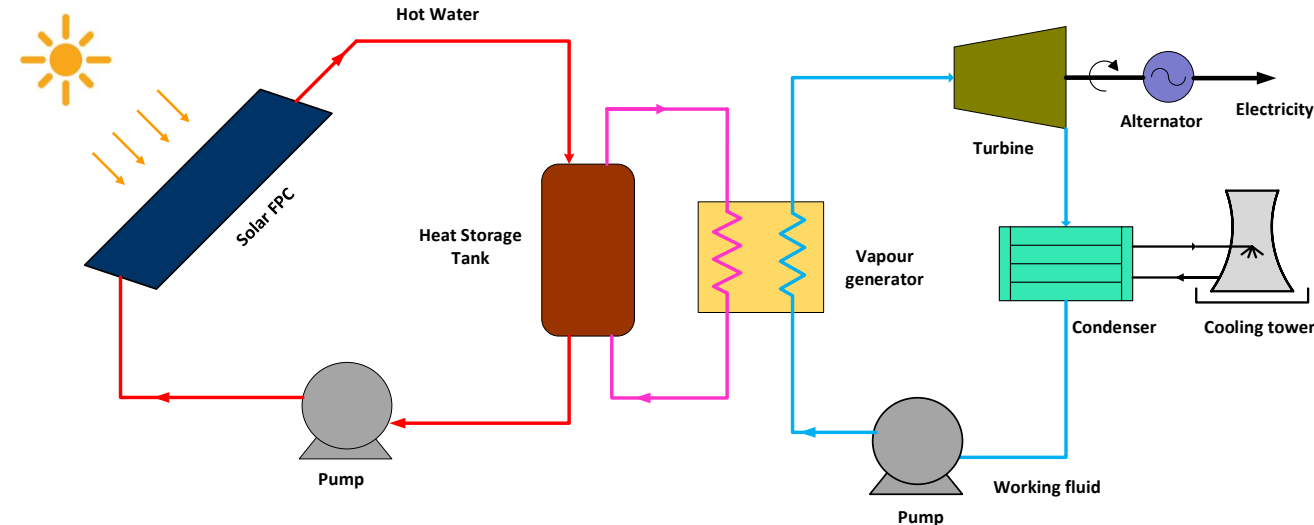 Hot Water
Solar FPC
Heat Storage
Tank
Pump
Vapour
generator
Turbine
Alternator
Electricity
Condenser
Cooling tower
Working fluid
Pump